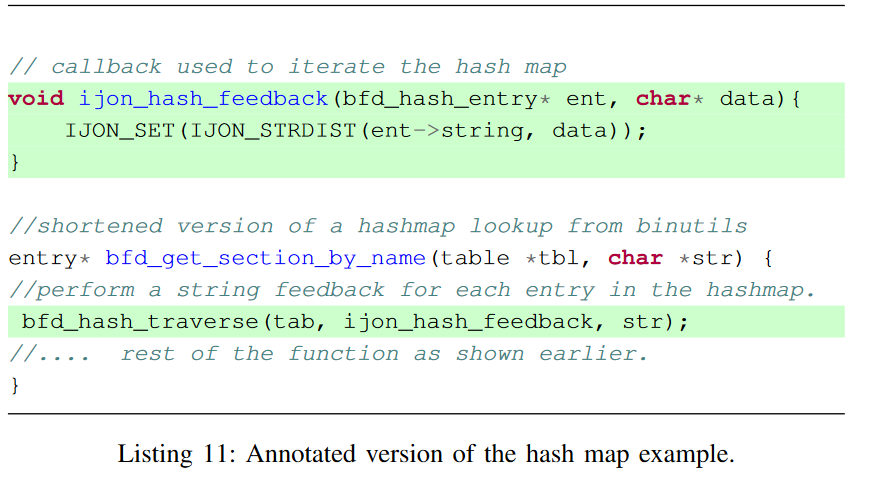 // callback used to iterate the hash map
void ijon_hash_feedback(bfd_hash_entry* ent, char* data){
    IJON_SET(IJON_STRDIST(ent->string, data));
}
//shortened version of a hashmap lookup from binutils
entry* bfd_get_section_by_name(table *tbl, char *str) {
//perform a string feedback for each entry in the hashmap.
 bfd_hash_traverse(tab, ijon_hash_feedback, str);
//....  rest of the function as shown earlier.
}
Listing 11: Annotated version of the hash map example.